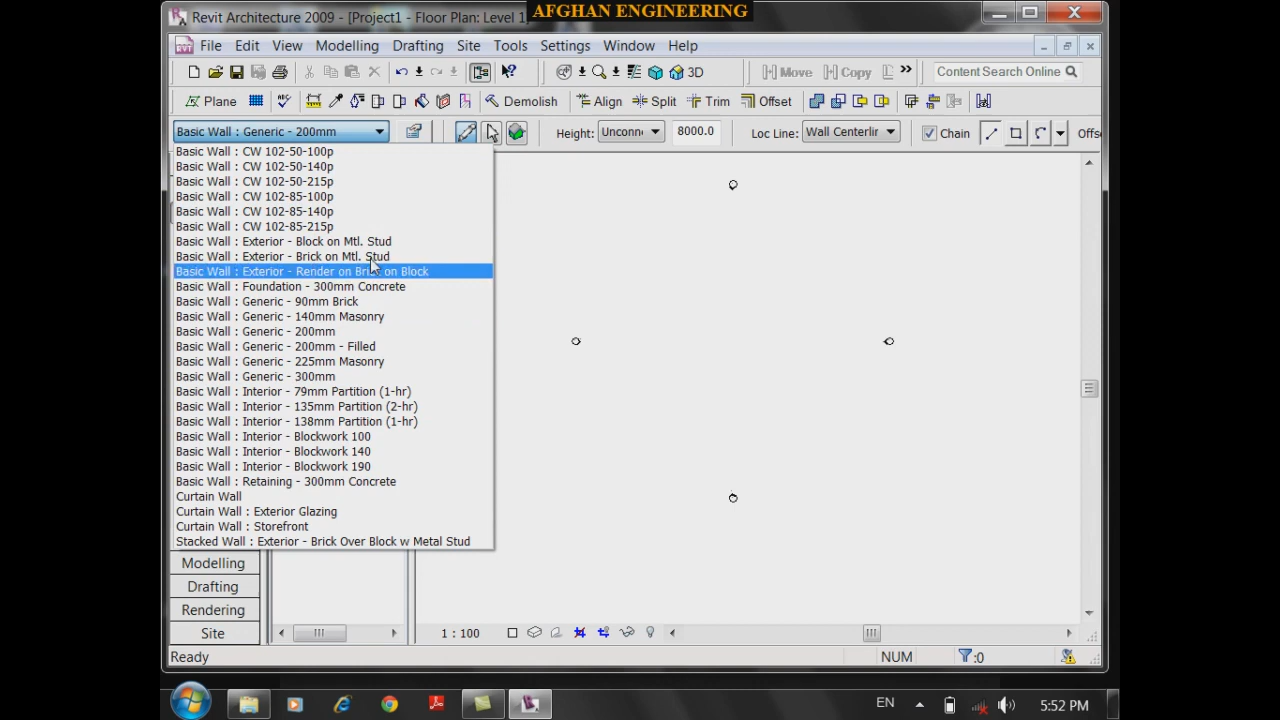 AFGHAN ENGINEERING
Revit Architecture 2009 - [Project1 - Floor Plan: Level 1]
File Edit View Modelling Drafting Site Tools Settings Window Help
3D Move Copy Content Search Online
Plane Demolish Align Split Trim Offset
Basic Wall : Generic - 200mm Height: Unconn 8000.0 Loc Line: Wall Centerlin Chain Offs
Basic Wall : CW 102-50-100p
Basic Wall : CW 102-50-140p
Basic Wall : CW 102-50-215p
Basic Wall : CW 102-85-100p
Basic Wall : CW 102-85-140p
Basic Wall : CW 102-85-215p
Basic Wall : Exterior - Block on Mtl. Stud
Basic Wall : Exterior - Brick on Mtl. Stud
Basic Wall : Exterior - Render on Brick on Block
Basic Wall : Foundation - 300mm Concrete
Basic Wall : Generic - 90mm Brick
Basic Wall : Generic - 140mm Masonry
Basic Wall : Generic - 200mm
Basic Wall : Generic - 200mm - Filled
Basic Wall : Generic - 225mm Masonry
Basic Wall : Generic - 300mm
Basic Wall : Interior - 79mm Partition (1-hr)
Basic Wall : Interior - 135mm Partition (2-hr)
Basic Wall : Interior - 138mm Partition (1-hr)
Basic Wall : Interior - Blockwork 100
Basic Wall : Interior - Blockwork 140
Basic Wall : Interior - Blockwork 190
Basic Wall : Retaining - 300mm Concrete
Curtain Wall
Curtain Wall : Exterior Glazing
Curtain Wall : Storefront
Stacked Wall : Exterior - Brick Over Block w Metal Stud
Modelling
Drafting
Rendering
Site
1 : 100
Ready NUM :0
EN 5:52 PM